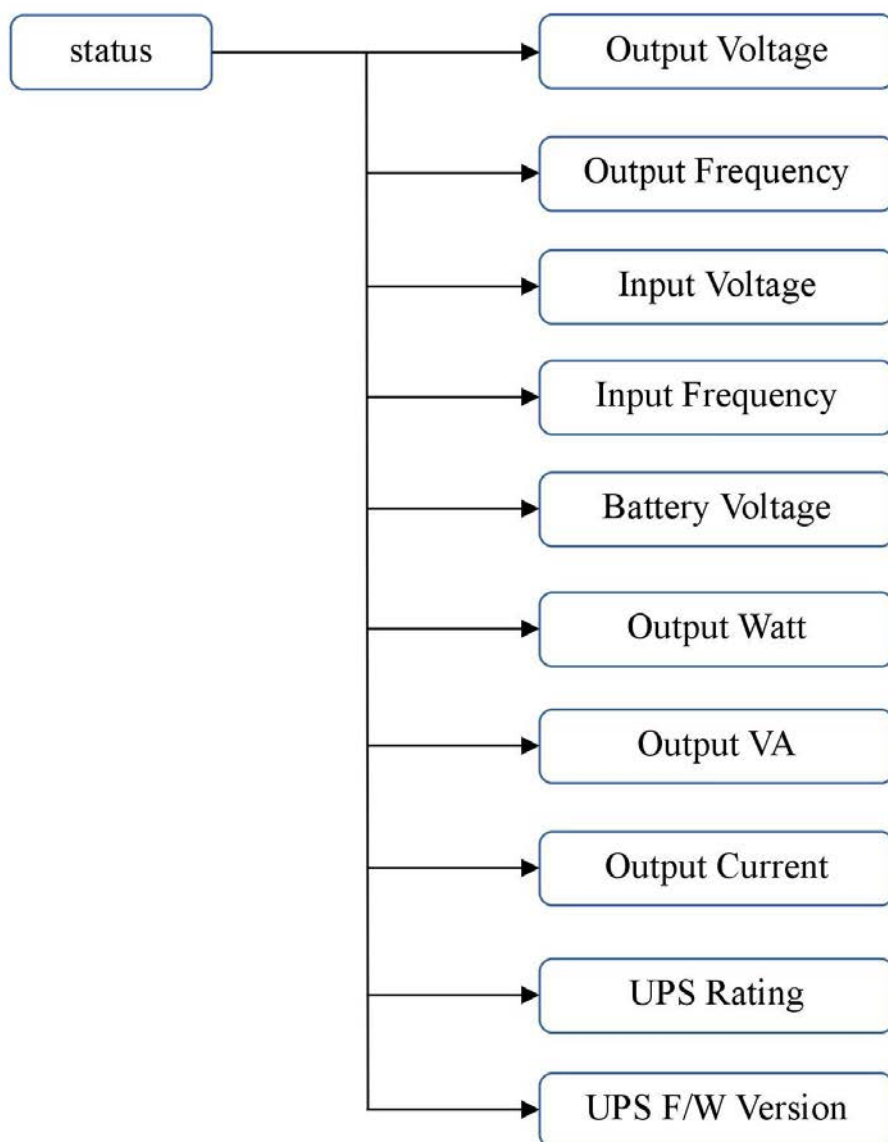 status
Output Voltage
Output Frequency
Input Voltage
Input Frequency
Battery Voltage
Output Watt
Output VA
Output Current
UPS Rating
UPS F/W Version